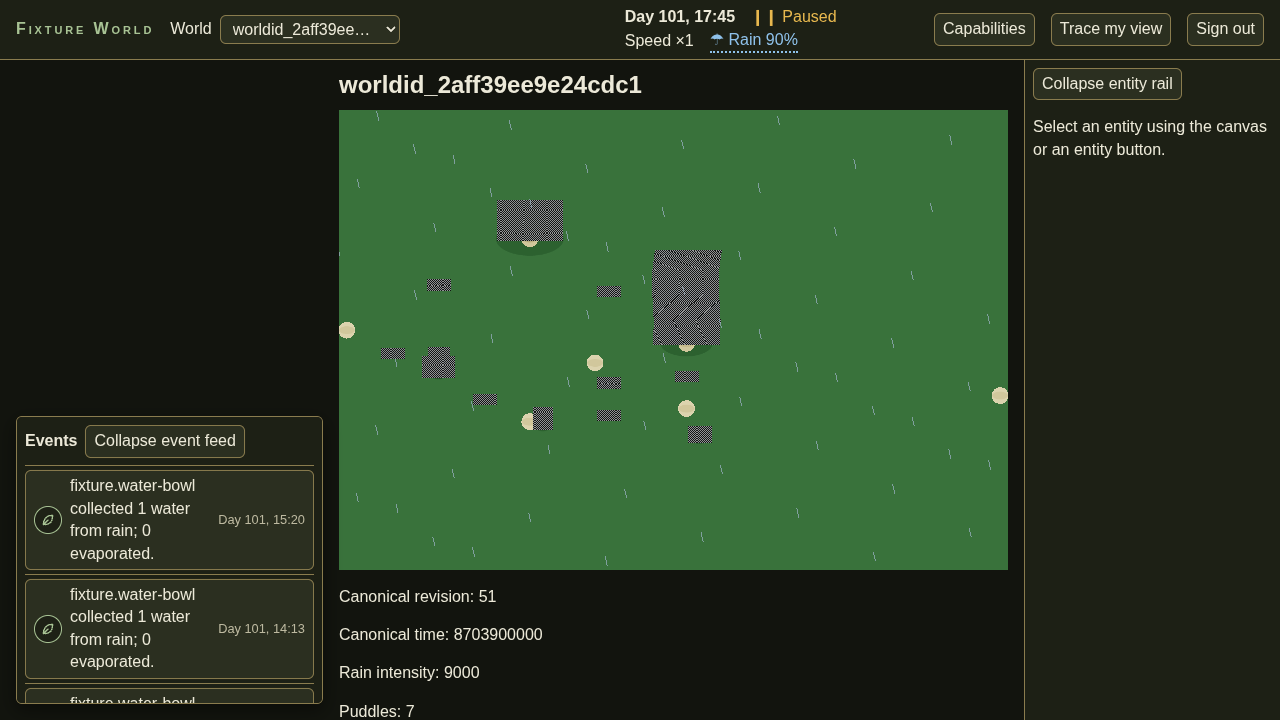 Fixture World
World
worldid_2aff39ee...
Day 101, 17:45
❙❙ Paused
Speed ×1
☂ Rain 90%
Capabilities
Trace my view
Sign out
worldid_2aff39ee9e24cdc1
Collapse entity rail
Select an entity using the canvas
or an entity button.
Events
Collapse event feed
fixture.water-bowl
collected 1 water
from rain; 0
evaporated.
Day 101, 15:20
fixture.water-bowl
collected 1 water
from rain; 0
evaporated.
Day 101, 14:13
fixture.water-bowl
Canonical revision: 51
Canonical time: 8703900000
Rain intensity: 9000
Puddles: 7